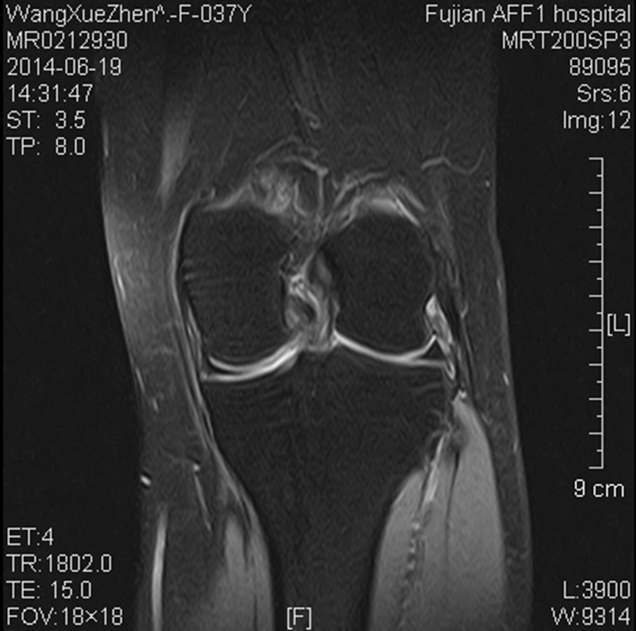 WangXueZhen^.-F-037Y
MR0212930
2014-06-19
14:31:47
ST: 3.5
TP: 8.0
Fujian AFF1 hospital
MRT200SP3
89095
Srs:6
Img:12
[L]
9 cm
ET:4
TR:1802.0
TE: 15.0
FOV:18×18
[F]
L:3900
W:9314